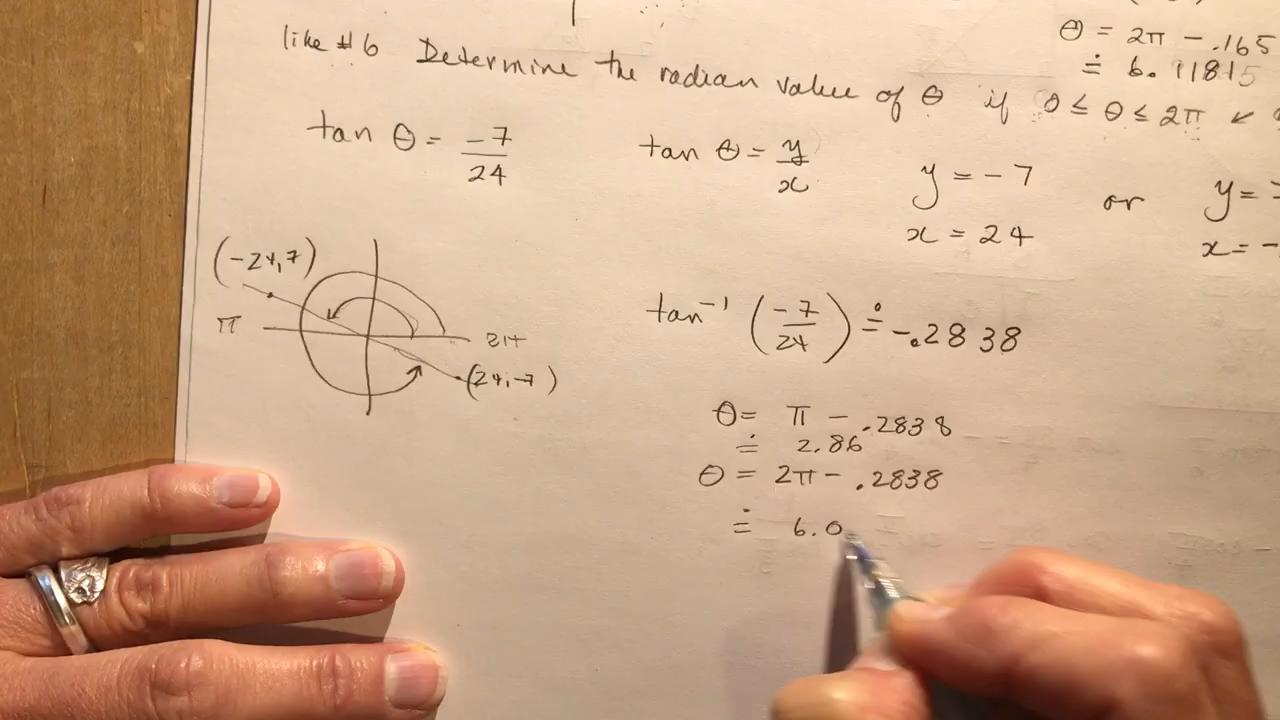 θ = 2π - .165
≐ 6.11815
like #6 Determine the radian value of θ if 0 ≤ θ ≤ 2π
tan θ = -7/24
tan θ = y/x
y = -7
x = 24
or
y =
x = -
(-24, 7)
π
2π
(24, -7)
tan⁻¹ (-7/24) ≐ -.2838
θ = π - .2838
≐ 2.86
θ = 2π - .2838
≐ 6.0